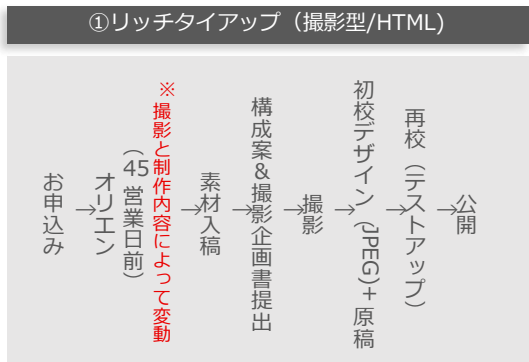 ①リッチタイアップ（撮影型/HTML)
お申込み
→
オリエン
（45営業日前）
※撮影と制作内容によって変動
→
素材入稿
→
構成案&撮影企画書提出
→
撮影
→
初校デザイン（JPEG)+原稿
→
再校（テストアップ）
→
公開